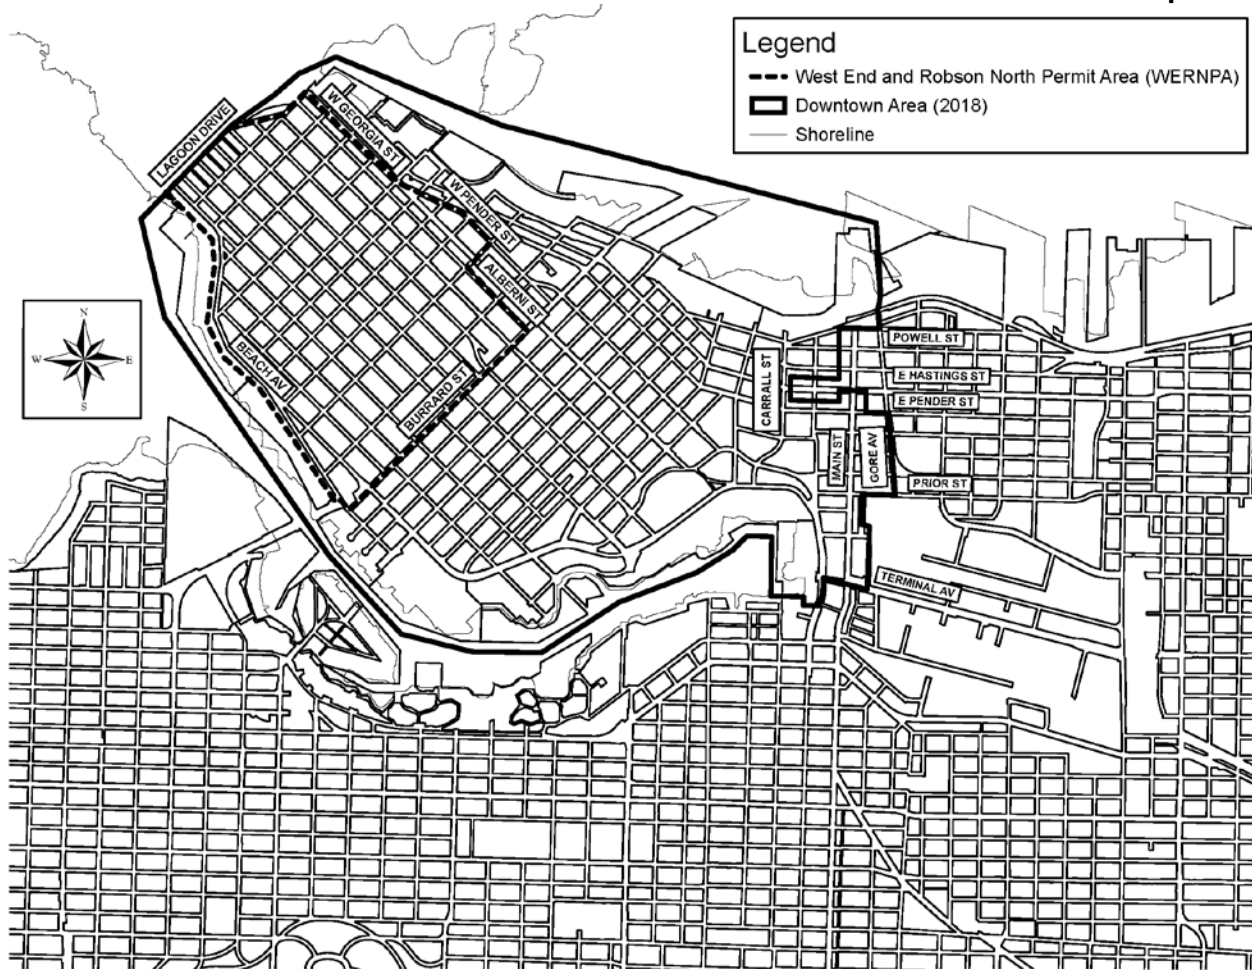 Legend
West End and Robson North Permit Area (WERNPA)
Downtown Area (2018)
Shoreline
W GEORGIA ST
LAGOON DRIVE
W PENDER ST
ALBERNI ST
N
W
E
S
BEACH AV
BURRARD ST
CARRALL ST
POWELL ST
E HASTINGS ST
E PENDER ST
MAIN ST
GORE AV
PRIOR ST
TERMINAL AV